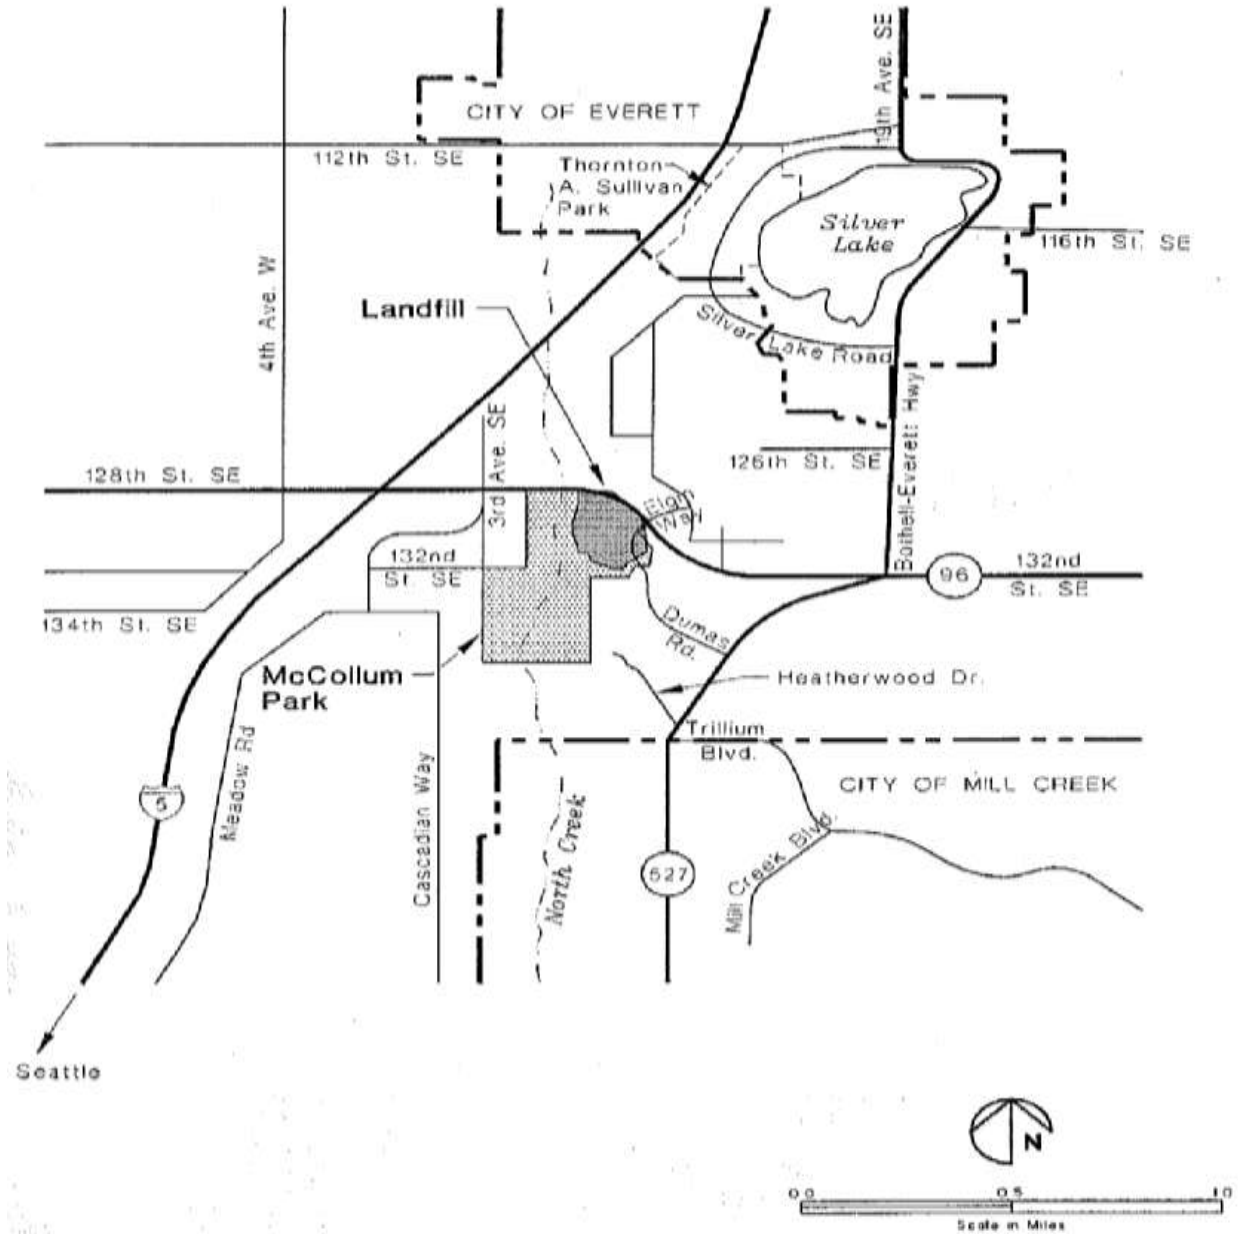 19th Ave. SE
CITY OF EVERETT
112th St. SE
Thornton
A. Sullivan
Park
Silver
Lake
116th St. SE
4th Ave. W
Landfill
Silver Lake Road
Bothell-Everett Hwy
3rd Ave. SE
126th St. SE
128th St. SE
Elgin
Way
132nd
St. SE
96
132nd
St. SE
134th St. SE
Dumas
Rd.
McCollum
Park
Heatherwood Dr.
Trillium
Blvd.
Meadow Rd
Cascadian Way
North Creek
CITY OF MILL CREEK
Mill Creek Blvd.
5
527
Seattle
N
0.0 0.5 1.0
Scale in Miles